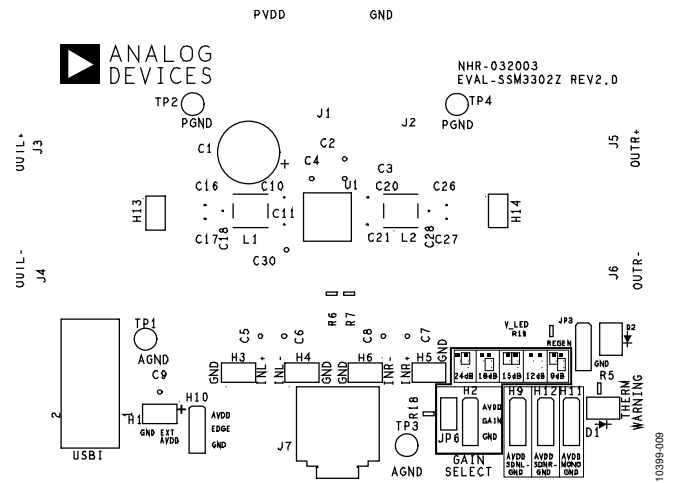 PVDD GND
ANALOG
DEVICES
NHR-032003
EVAL-SSM3302Z REV2.0
TP2
PGND
TP4
PGND
J1
J2
OUTL+
J3
J5
OUTR+
C1
+
C2
C4
C3
U1
C16
C10
C20
C26
H13
C11
H14
C17
C18
L1
C21
L2
C28
C27
C30
OUTL-
J4
J6
OUTR-
R6
R7
TP1
AGND
C5
C6
C8
C7
V_LED
R19
JP3
REGEN
GND
D2
GND
H3
INL+
INL-
H4
GND
GND
H6
INR-
INR+
H5
GND
24dB
18dB
15dB
12dB
9dB
C9
2
1
USBI
H1
+
GND EXT
AVDD
H10
AVDD
EDGE
GND
J7
R18
TP3
AGND
JP6
H2
AVDD
GAIN
GND
GAIN
SELECT
H9
H12
H11
AVDD
SDNL-
GND
AVDD
SDNR-
GND
AVDD
MONO
GND
R5
D1
THERM
WARNING
10399-009